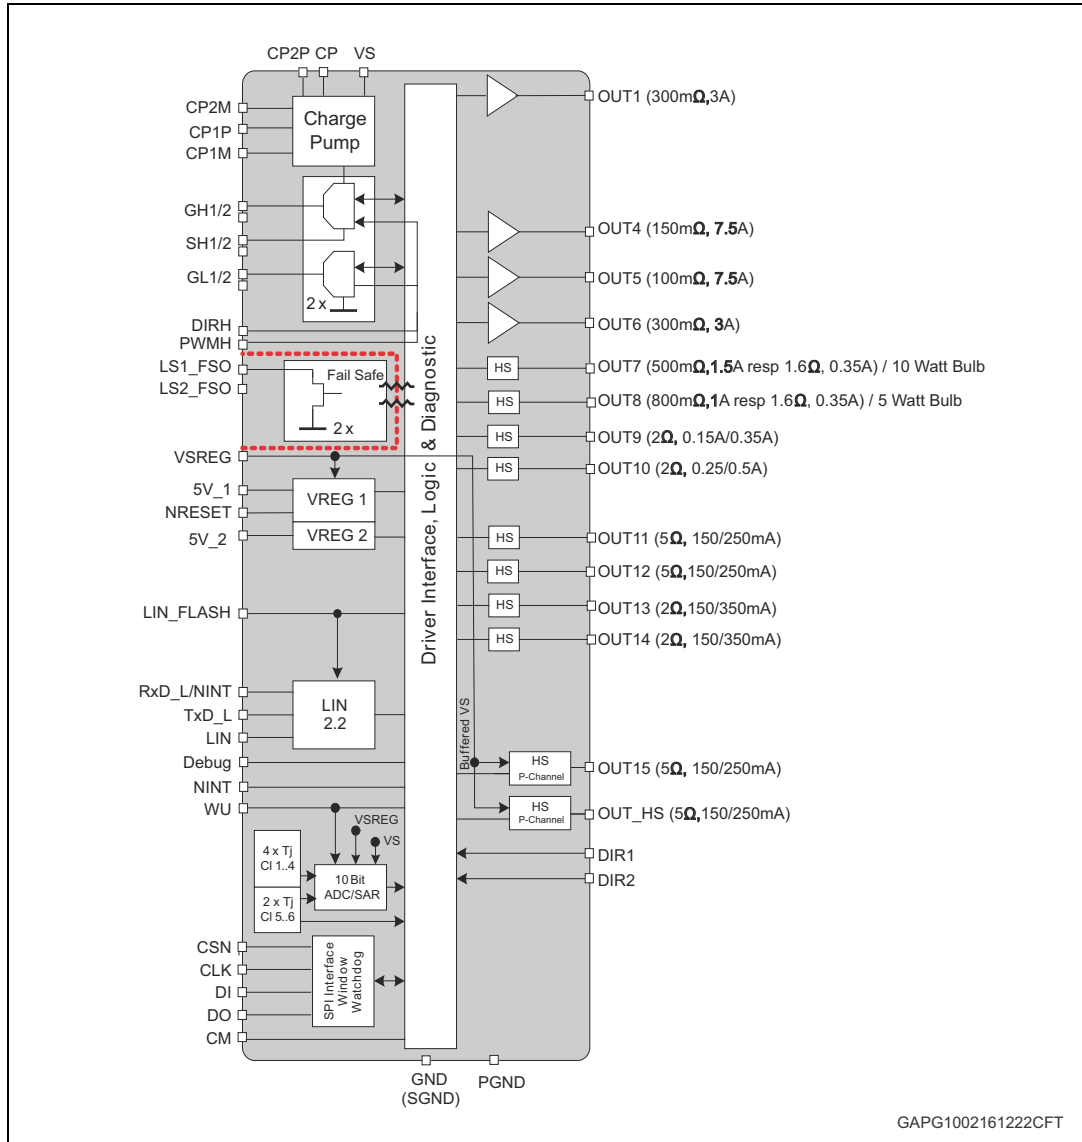 CP2P CP VS
CP2M
CP1P
CP1M
Charge
Pump
GH1/2
SH1/2
GL1/2
2 x
DIRH
PWMH
LS1_FSO
LS2_FSO
Fail Safe
2 x
VSREG
5V_1
NRESET
5V_2
VREG 1
VREG 2
LIN_FLASH
RxD_L/NINT
TxD_L
LIN
LIN
2.2
Debug
NINT
WU
VSREG
VS
4 x Tj
Cl 1..4
2 x Tj
Cl 5..6
10 Bit
ADC/SAR
CSN
CLK
DI
DO
CM
SPI Interface
Window
Watchdog
Driver Interface, Logic & Diagnostic
Buffered VS
OUT1 (300mΩ,3A)
OUT4 (150mΩ, 7.5A)
OUT5 (100mΩ, 7.5A)
OUT6 (300mΩ, 3A)
HS OUT7 (500mΩ,1.5A resp 1.6Ω, 0.35A) / 10 Watt Bulb
HS OUT8 (800mΩ,1A resp 1.6Ω, 0.35A) / 5 Watt Bulb
HS OUT9 (2Ω, 0.15A/0.35A)
HS OUT10 (2Ω, 0.25/0.5A)
HS OUT11 (5Ω, 150/250mA)
HS OUT12 (5Ω,150/250mA)
HS OUT13 (2Ω,150/350mA)
HS OUT14 (2Ω, 150/350mA)
HS
P-Channel
OUT15 (5Ω, 150/250mA)
HS
P-Channel
OUT_HS (5Ω,150/250mA)
DIR1
DIR2
GND
(SGND)
PGND
GAPG1002161222CFT